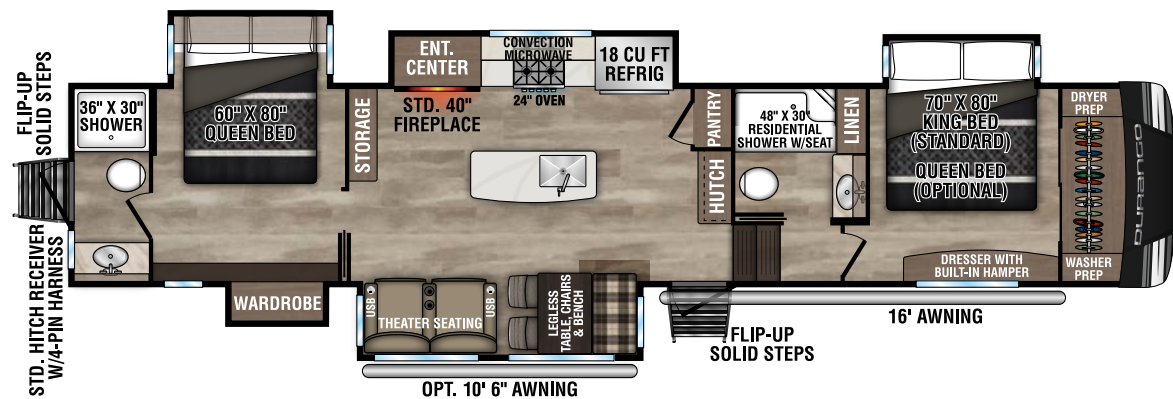 FLIP-UP
SOLID STEPS
36" X 30"
SHOWER
60" X 80"
QUEEN BED
STORAGE
ENT.
CENTER
STD. 40"
FIREPLACE
CONVECTION
MICROWAVE
24" OVEN
18 CU FT
REFRIG
PANTRY
HUTCH
48" X 30"
RESIDENTIAL
SHOWER W/SEAT
LINEN
70" X 80"
KING BED
(STANDARD)
QUEEN BED
(OPTIONAL)
DRYER
PREP
DURANGO
WASHER
PREP
DRESSER WITH
BUILT-IN HAMPER
16' AWNING
FLIP-UP
SOLID STEPS
LEGLESS
TABLE, CHAIRS
& BENCH
USB
THEATER SEATING
USB
OPT. 10' 6" AWNING
WARDROBE
STD. HITCH RECEIVER
W/4-PIN HARNESS